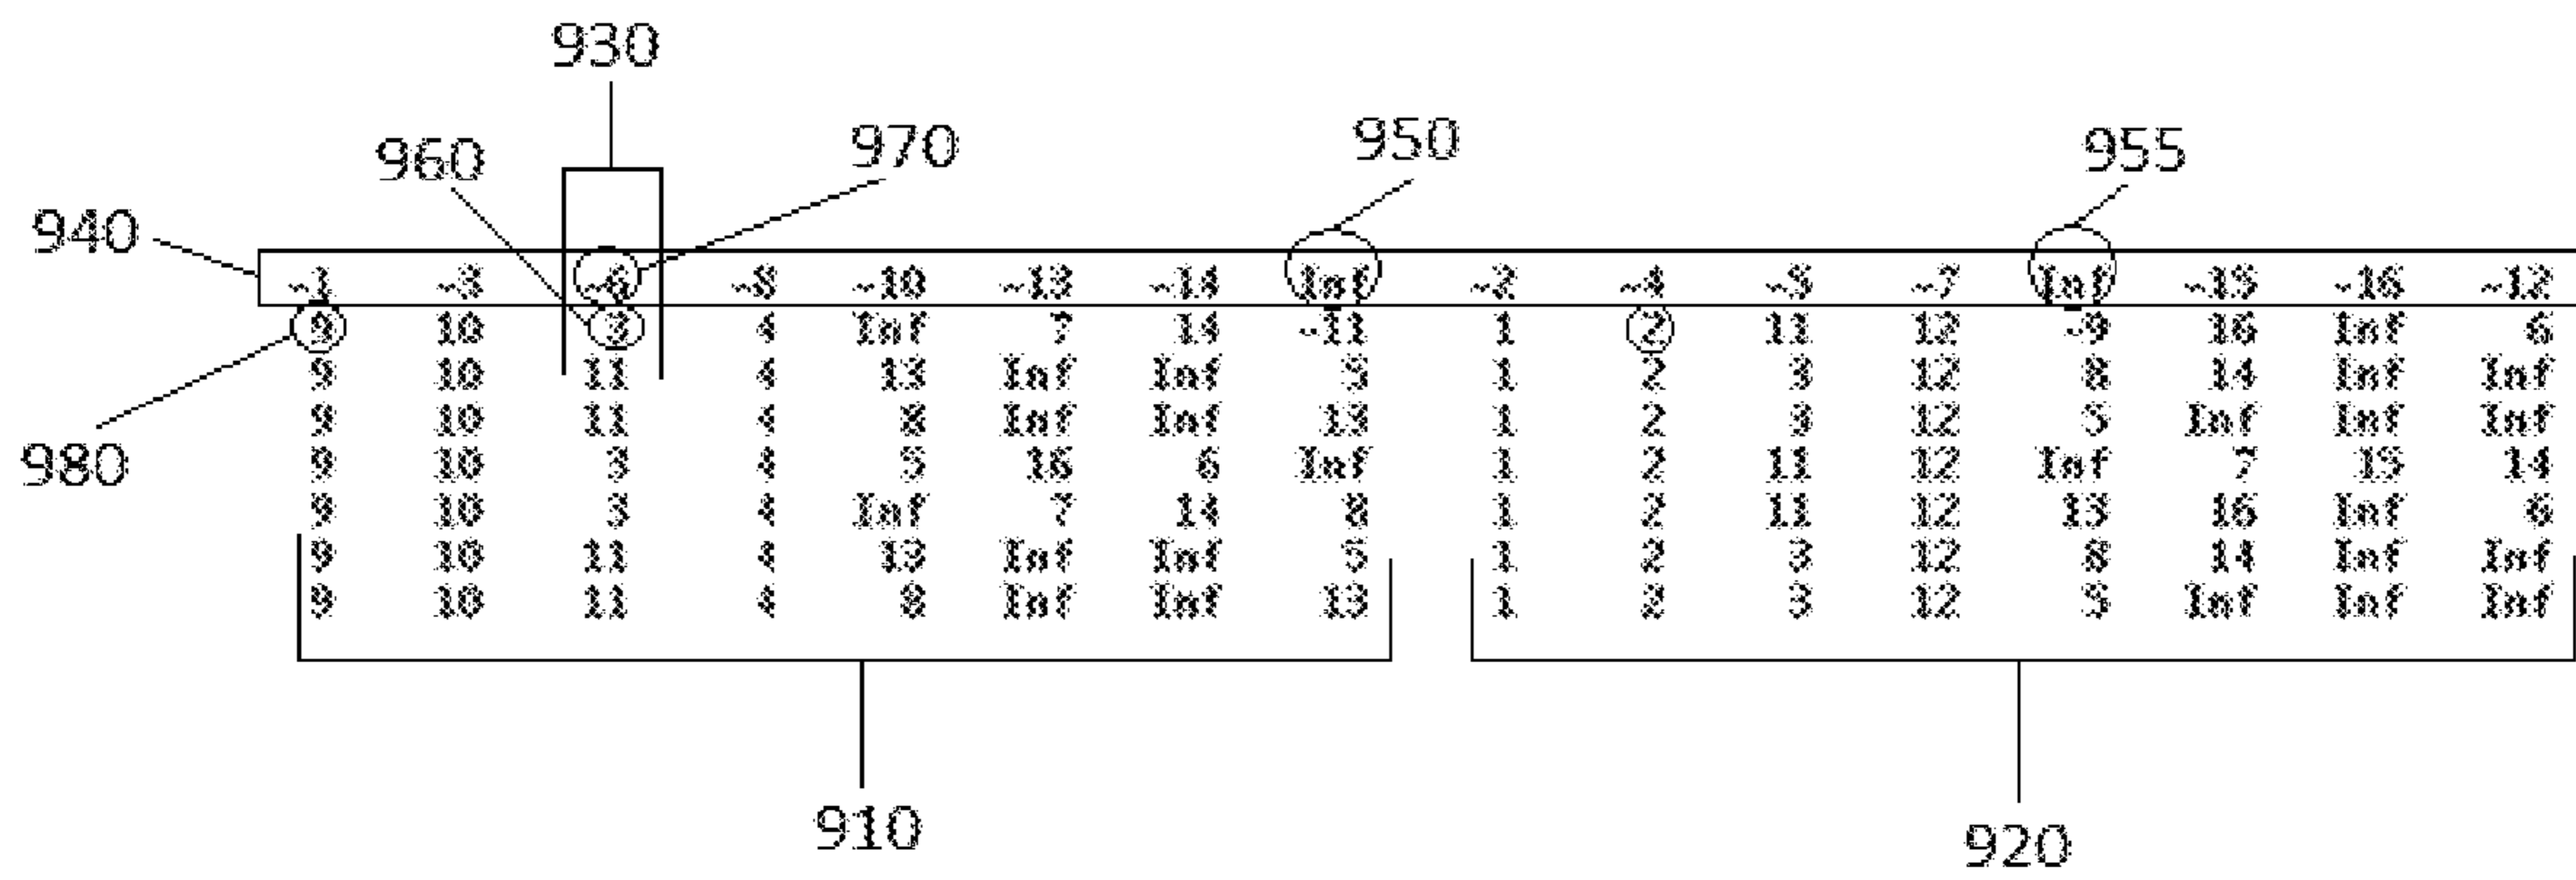 930
960 970 950 955
940
~1 ~3 ~6 ~8 ~10 ~13 ~14 Inf ~2 ~4 ~5 ~7 Inf ~15 ~16 ~12
9 10 3 4 Inf 7 14 ~11 1 2 11 12 ~9 16 Inf 6
9 10 11 4 13 Inf Inf 5 1 2 3 12 8 14 Inf Inf
9 10 11 4 8 Inf Inf 13 1 2 3 12 5 Inf Inf Inf
980
9 10 3 4 5 16 6 Inf 1 2 11 12 Inf 7 15 14
9 10 3 4 Inf 7 14 8 1 2 11 12 13 16 Inf 6
9 10 11 4 13 Inf Inf 5 1 2 3 12 8 14 Inf Inf
9 10 11 4 8 Inf Inf 13 1 2 3 12 5 Inf Inf Inf
910 920